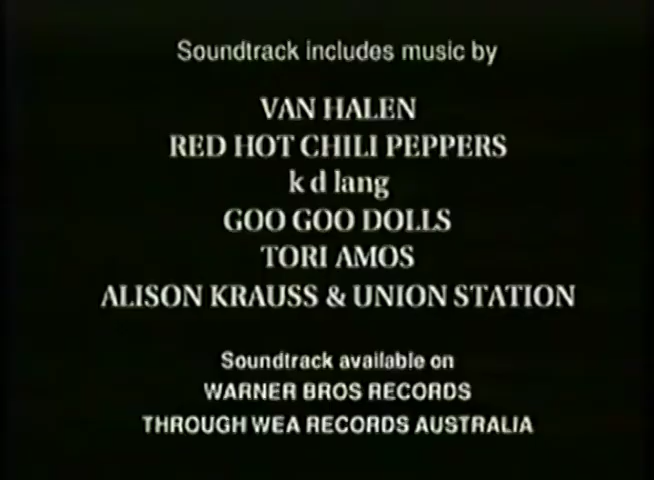 Soundtrack includes music by
VAN HALEN
RED HOT CHILI PEPPERS
k d lang
GOO GOO DOLLS
TORI AMOS
ALISON KRAUSS & UNION STATION
Soundtrack available on
WARNER BROS RECORDS
THROUGH WEA RECORDS AUSTRALIA